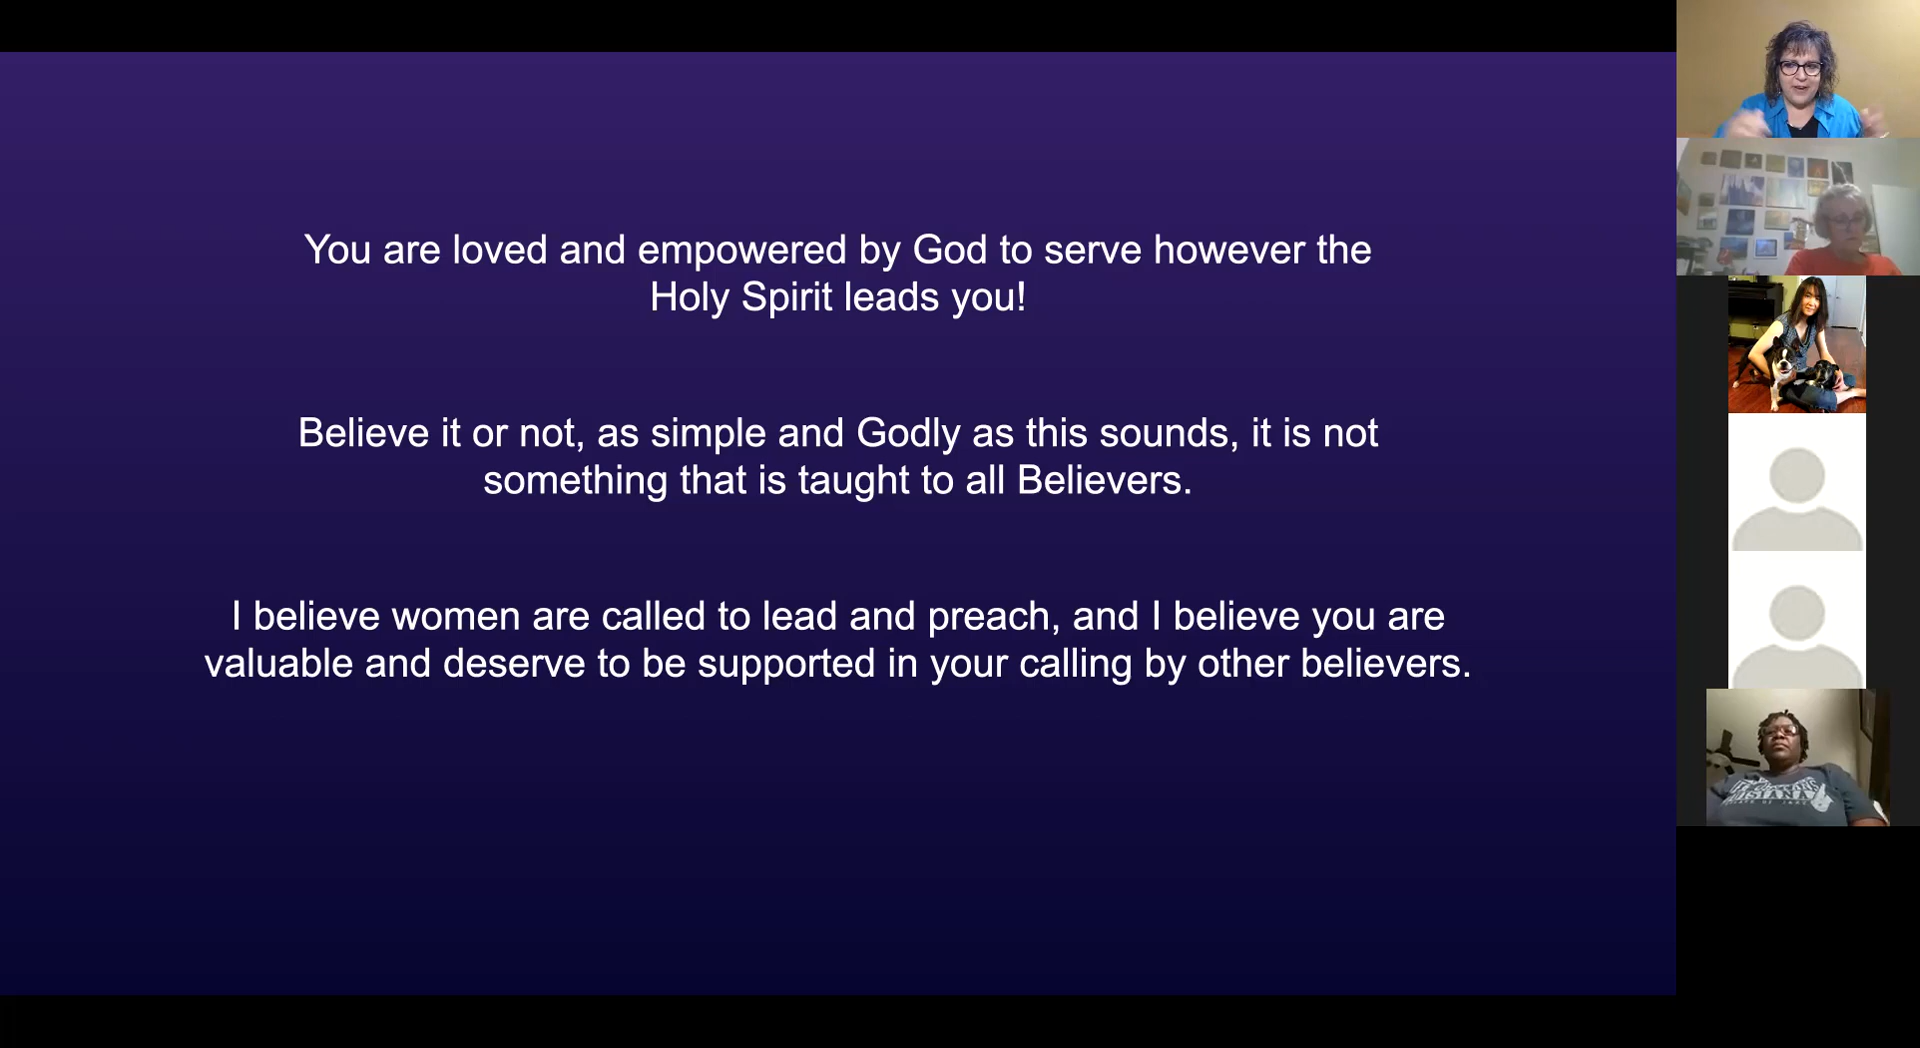 You are loved and empowered by God to serve however the
Holy Spirit leads you!
Believe it or not, as simple and Godly as this sounds, it is not
something that is taught to all Believers.
I believe women are called to lead and preach, and I believe you are
valuable and deserve to be supported in your calling by other believers.